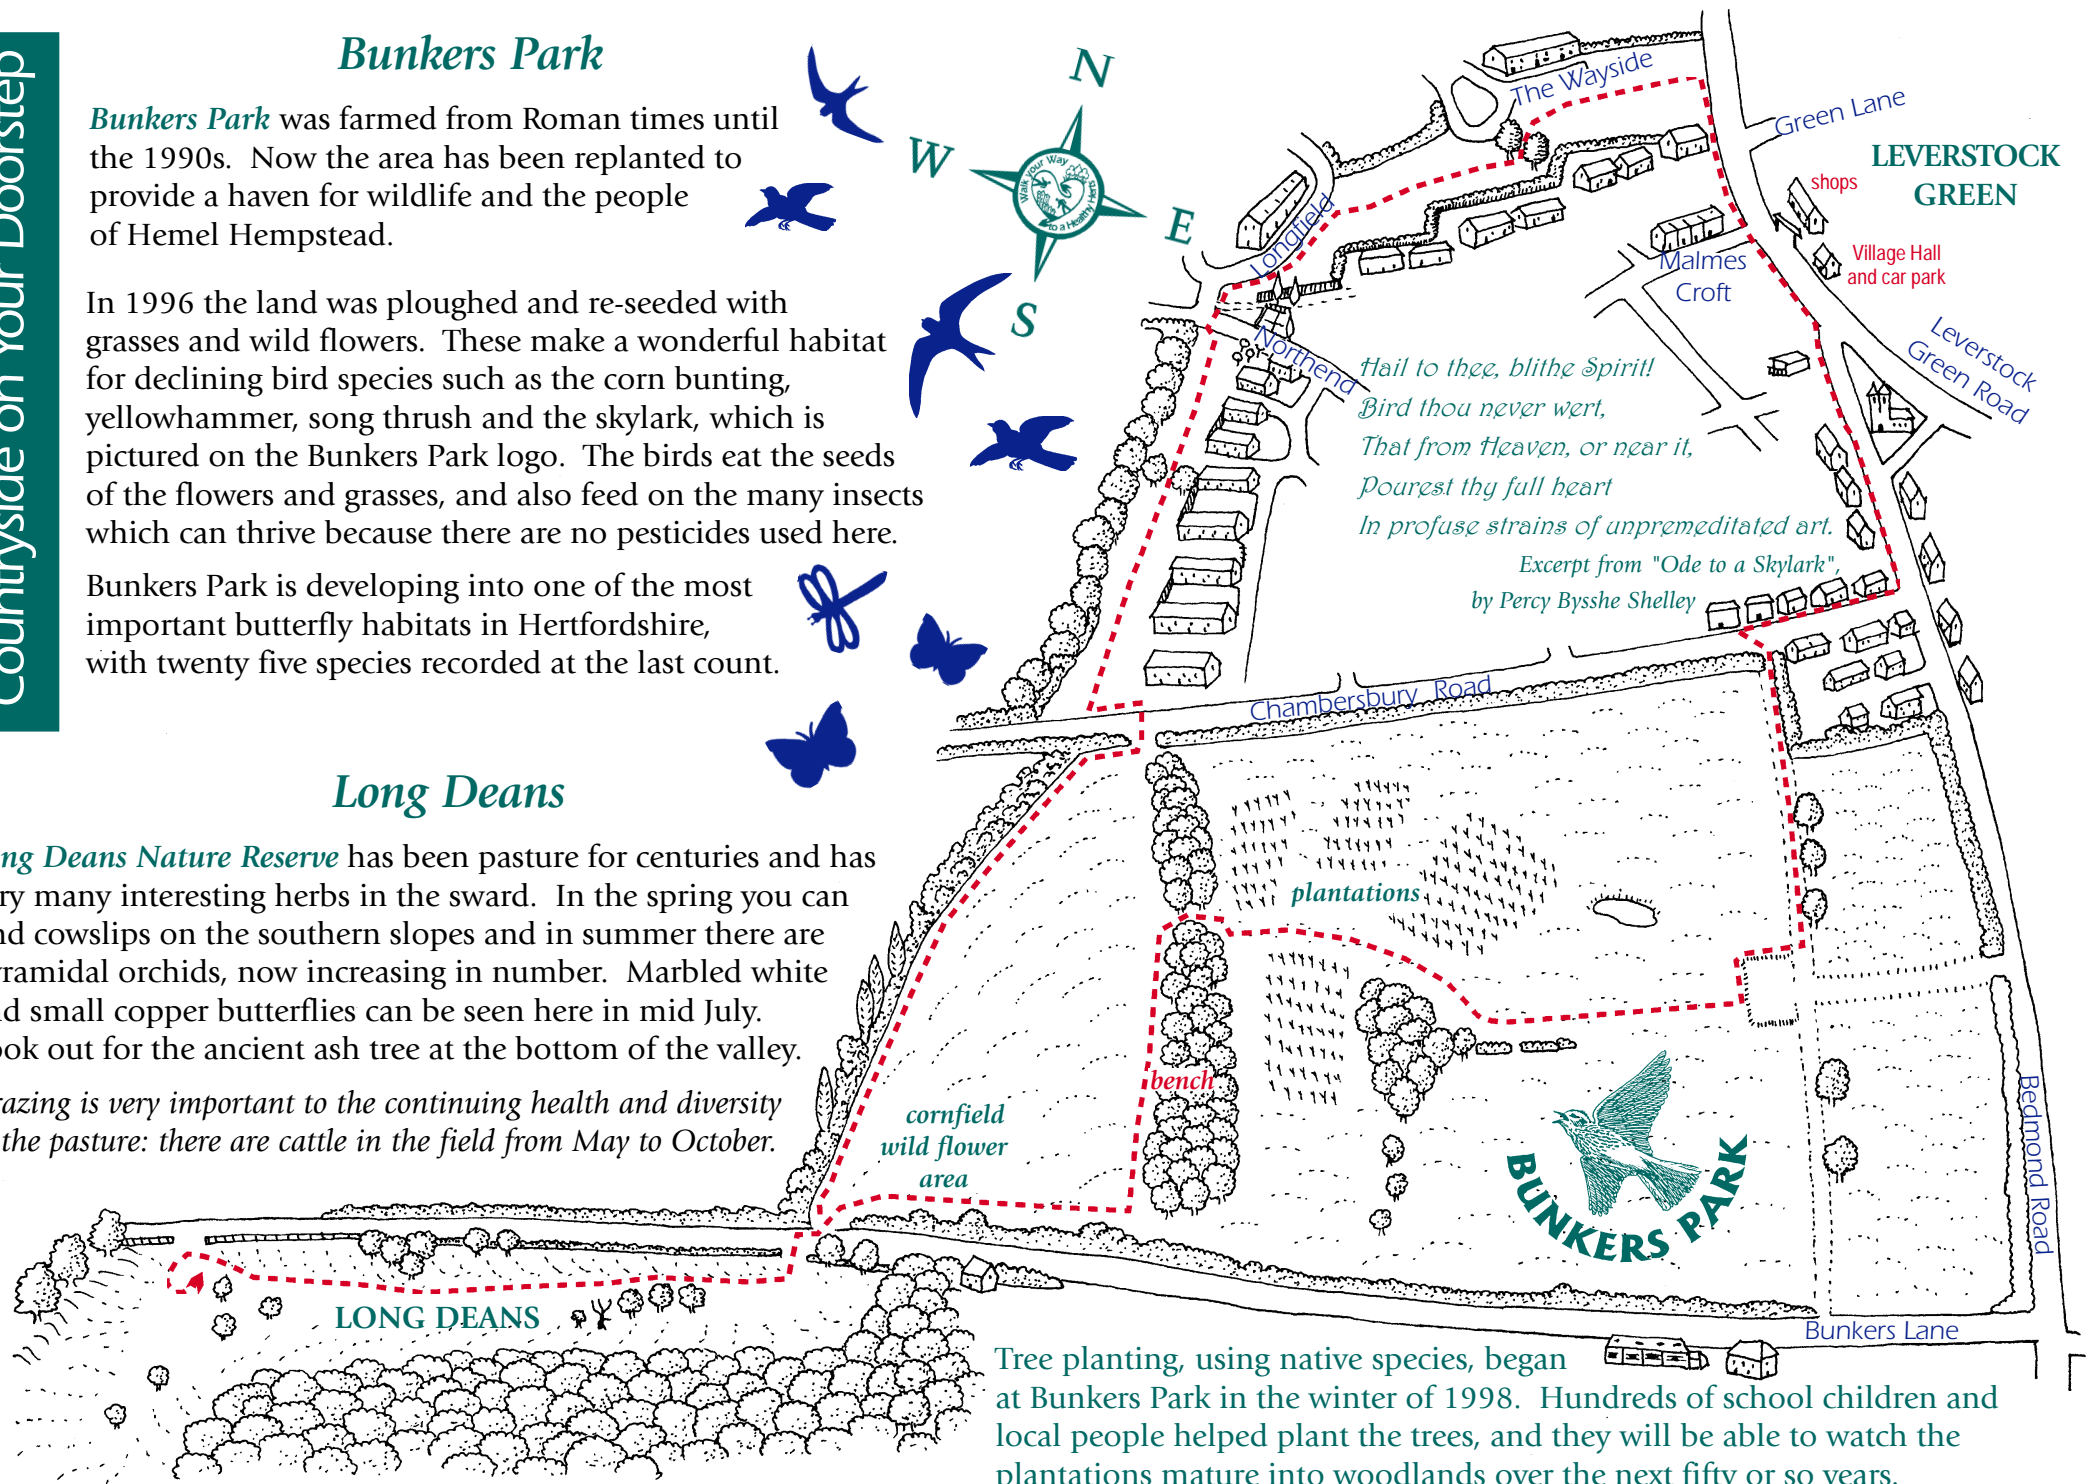 Countryside on Your Doorstep
Bunkers Park
Bunkers Park was farmed from Roman times until
the 1990s. Now the area has been replanted to
provide a haven for wildlife and the people
of Hemel Hempstead.
In 1996 the land was ploughed and re-seeded with
grasses and wild flowers. These make a wonderful habitat
for declining bird species such as the corn bunting,
yellowhammer, song thrush and the skylark, which is
pictured on the Bunkers Park logo. The birds eat the seeds
of the flowers and grasses, and also feed on the many insects
which can thrive because there are no pesticides used here.
Bunkers Park is developing into one of the most
important butterfly habitats in Hertfordshire,
with twenty five species recorded at the last count.
Long Deans
ng Deans Nature Reserve has been pasture for centuries and has
ry many interesting herbs in the sward. In the spring you can
nd cowslips on the southern slopes and in summer there are
yramidal orchids, now increasing in number. Marbled white
d small copper butterflies can be seen here in mid July.
ook out for the ancient ash tree at the bottom of the valley.
razing is very important to the continuing health and diversity
the pasture: there are cattle in the field from May to October.
N
W
E
S
Walk Your Way
to a Healthy Heart
The Wayside
Green Lane
LEVERSTOCK
GREEN
shops
Village Hall
and car park
Longfield
Malmes
Croft
Leverstock
Green Road
Northend
Hail to thee, blithe Spirit!
Bird thou never wert,
That from Heaven, or near it,
Pourest thy full heart
In profuse strains of unpremeditated art.
Excerpt from "Ode to a Skylark",
by Percy Bysshe Shelley
Chambersbury Road
plantations
bench
cornfield
wild flower
area
BUNKERS PARK
Bedmond Road
LONG DEANS
Bunkers Lane
Tree planting, using native species, began
at Bunkers Park in the winter of 1998. Hundreds of school children and
local people helped plant the trees, and they will be able to watch the
plantations mature into woodlands over the next fifty or so years.